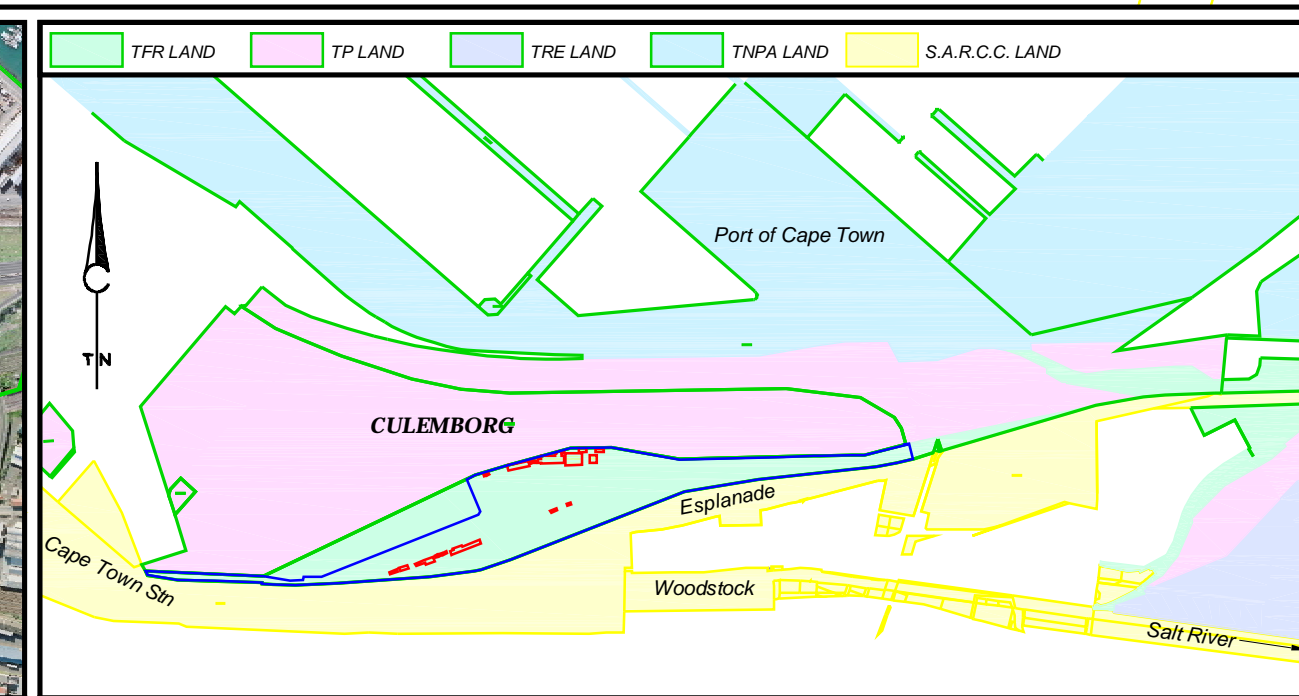 TFR LAND TP LAND TRE LAND TNPA LAND S.A.R.C.C. LAND
Port of Cape Town
TN
CULEMBORG
Esplanade
Cape Town Stn
Woodstock
Salt River